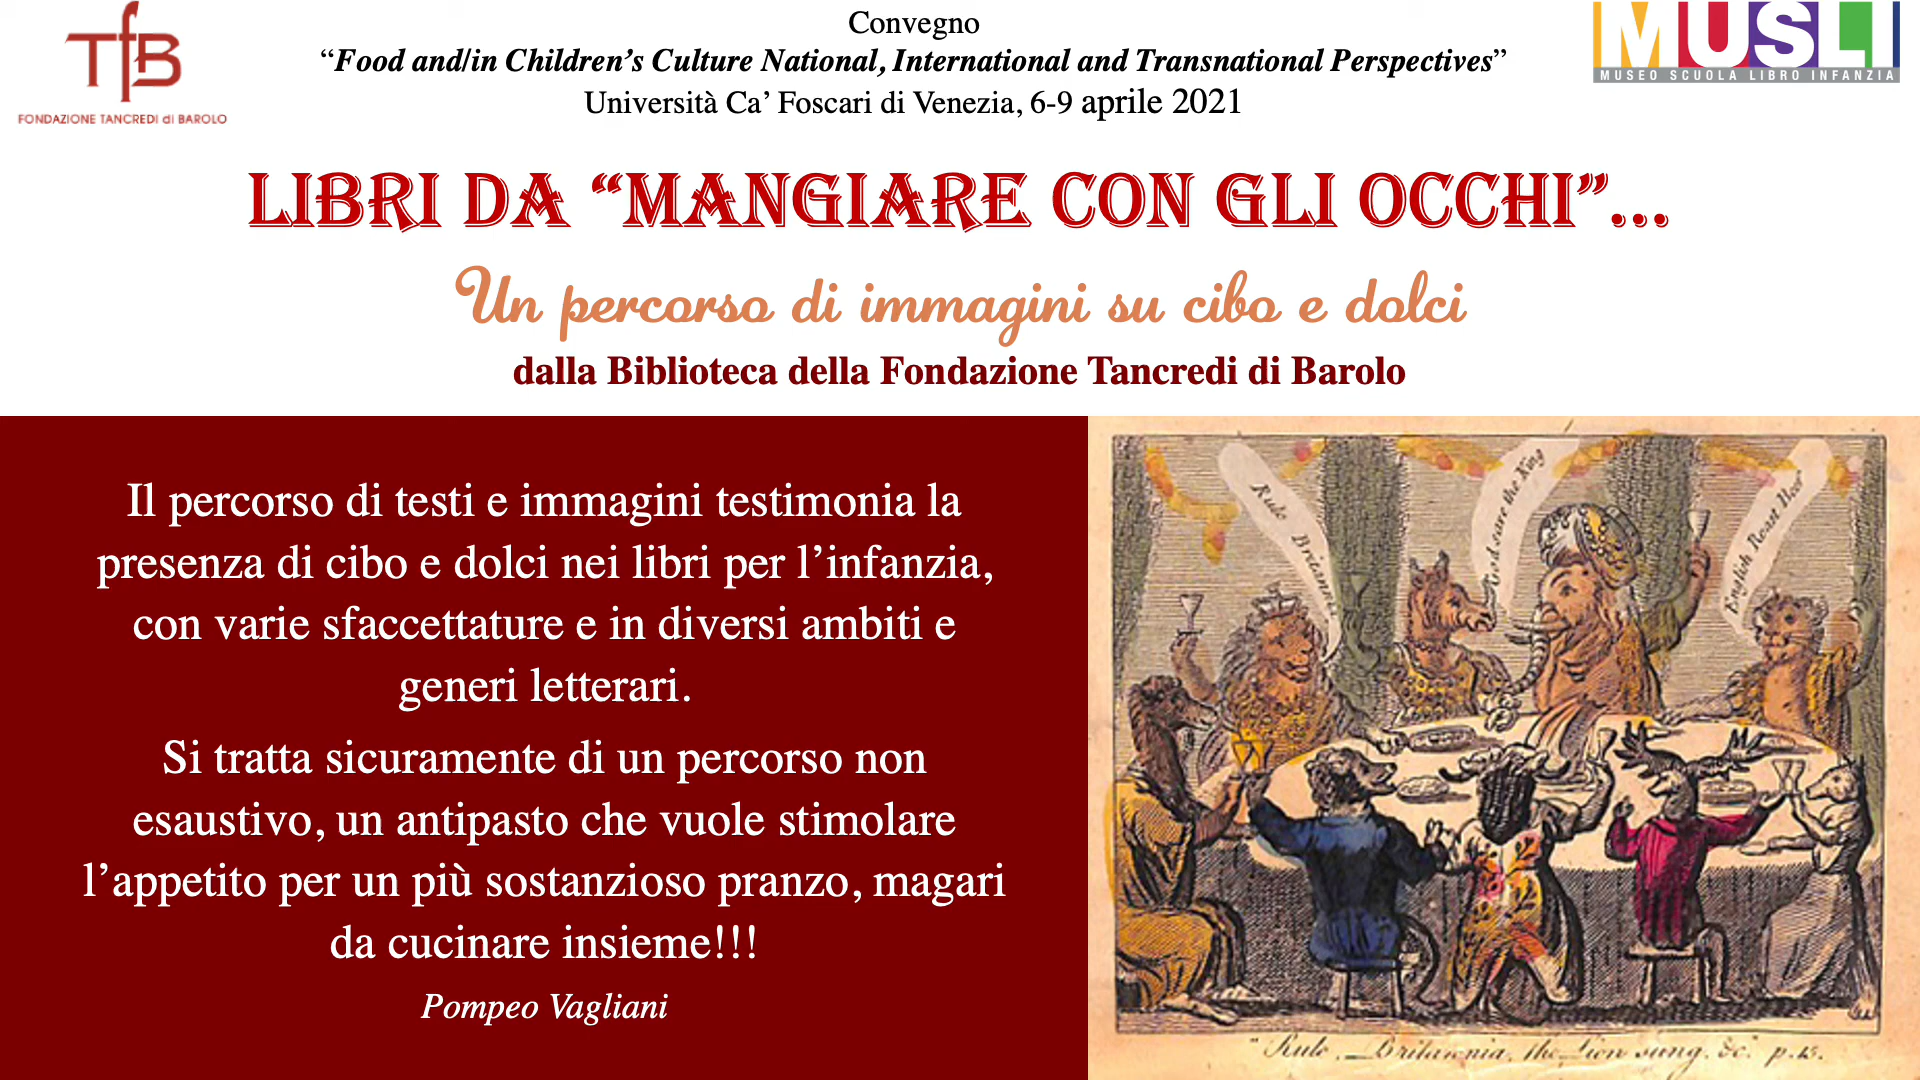 TfB
FONDAZIONE TANCREDI di BAROLO
Convegno
“Food and/in Children’s Culture National, International and Transnational Perspectives”
Università Ca’ Foscari di Venezia, 6-9 aprile 2021
MUSLI
MUSEO SCUOLA LIBRO INFANZIA
LIBRI DA “MANGIARE CON GLI OCCHI”...
Un percorso di immagini su cibo e dolci
dalla Biblioteca della Fondazione Tancredi di Barolo
Il percorso di testi e immagini testimonia la
presenza di cibo e dolci nei libri per l’infanzia,
con varie sfaccettature e in diversi ambiti e
generi letterari.
Si tratta sicuramente di un percorso non
esaustivo, un antipasto che vuole stimolare
l’appetito per un più sostanzioso pranzo, magari
da cucinare insieme!!!
Pompeo Vagliani
Rule Britannia
God save the King
English Roast Beef
"Rule, Britannia, the Lion sung, &c." p.13.